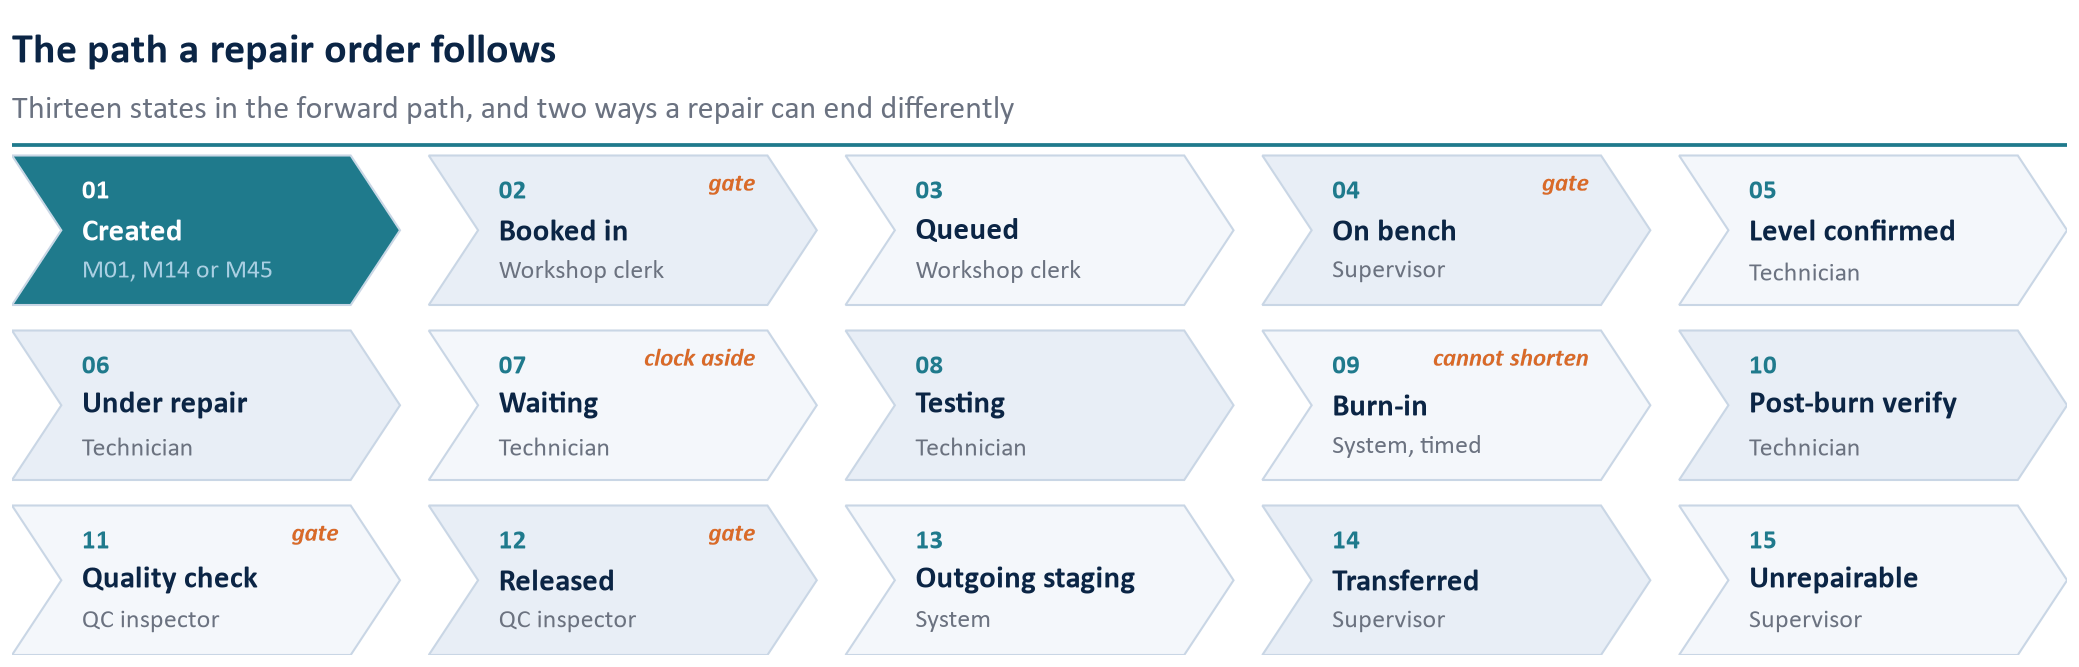 The path a repair order follows
Thirteen states in the forward path, and two ways a repair can end differently
01
Created
M01, M14 or M45
02
gate
Booked in
Workshop clerk
03
Queued
Workshop clerk
04
gate
On bench
Supervisor
05
Level confirmed
Technician
06
Under repair
Technician
07
clock aside
Waiting
Technician
08
Testing
Technician
09
cannot shorten
Burn-in
System, timed
10
Post-burn verify
Technician
11
gate
Quality check
QC inspector
12
gate
Released
QC inspector
13
Outgoing staging
System
14
Transferred
Supervisor
15
Unrepairable
Supervisor